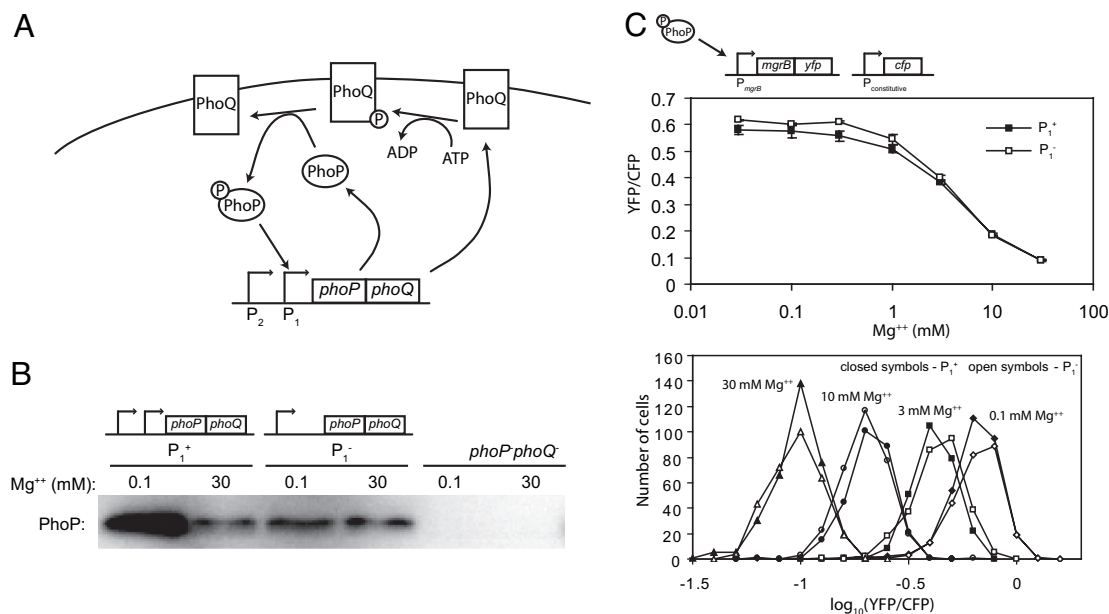 A
PhoQ
PhoQ
P
PhoQ
ADP
ATP
PhoP
P
PhoP
phoP phoQ
P2 P1
B
phoP phoQ
phoP phoQ
P1+
P1-
phoP-phoQ-
Mg++ (mM): 0.1 30 0.1 30 0.1 30
PhoP:
C
P
PhoP
mgrB yfp
cfp
PmgrB
Pconstitutive
0.7
0.6
0.5
0.4
0.3
0.2
0.1
0
YFP/CFP
P1+
P1-
0.01 0.1 1 10 100
Mg++ (mM)
160
140
120
100
80
60
40
20
0
Number of cells
closed symbols - P1+ open symbols - P1-
30 mM Mg++
10 mM Mg++
3 mM Mg++
0.1 mM Mg++
-1.5 -1 -0.5 0
log10(YFP/CFP)